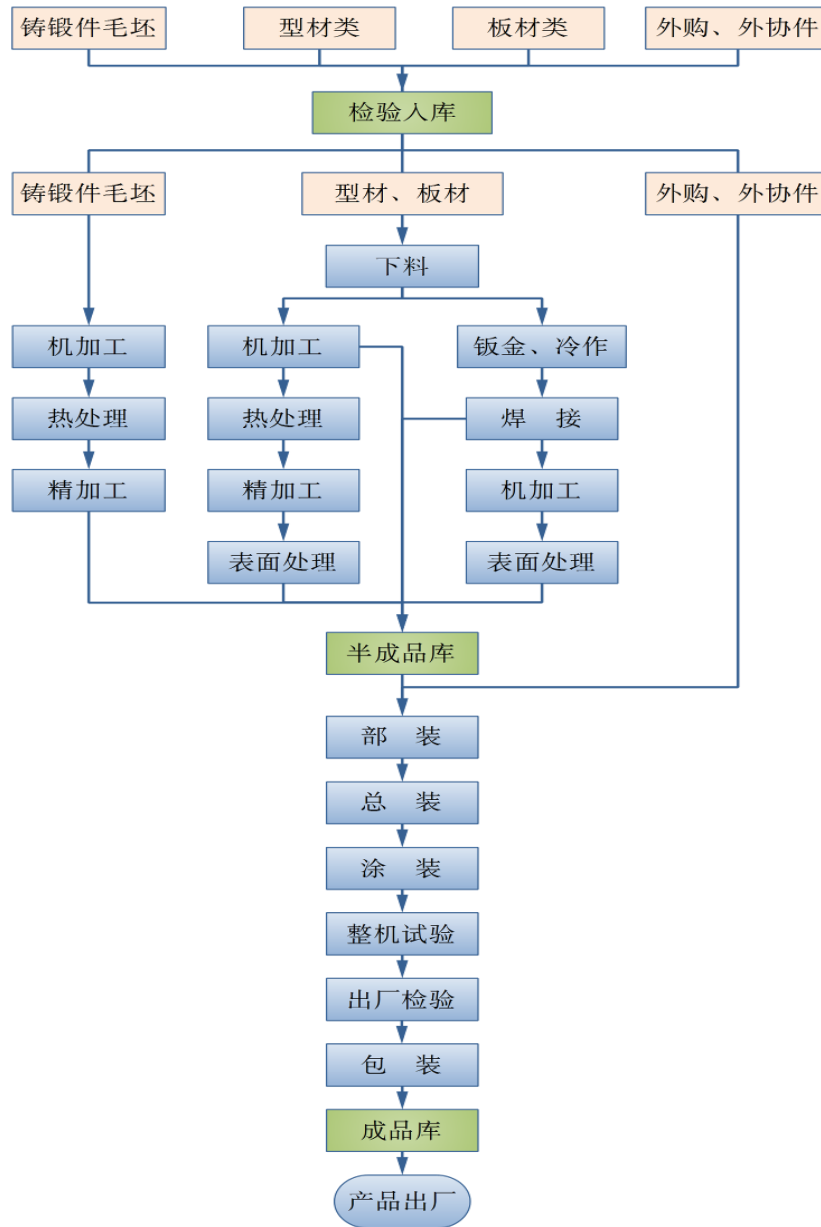 铸锻件毛坯
型材类
板材类
外购、外协件
检验入库
铸锻件毛坯
型材、板材
外购、外协件
下料
机加工
机加工
钣金、冷作
热处理
热处理
焊 接
精加工
精加工
机加工
表面处理
表面处理
半成品库
部 装
总 装
涂 装
整机试验
出厂检验
包 装
成品库
产品出厂